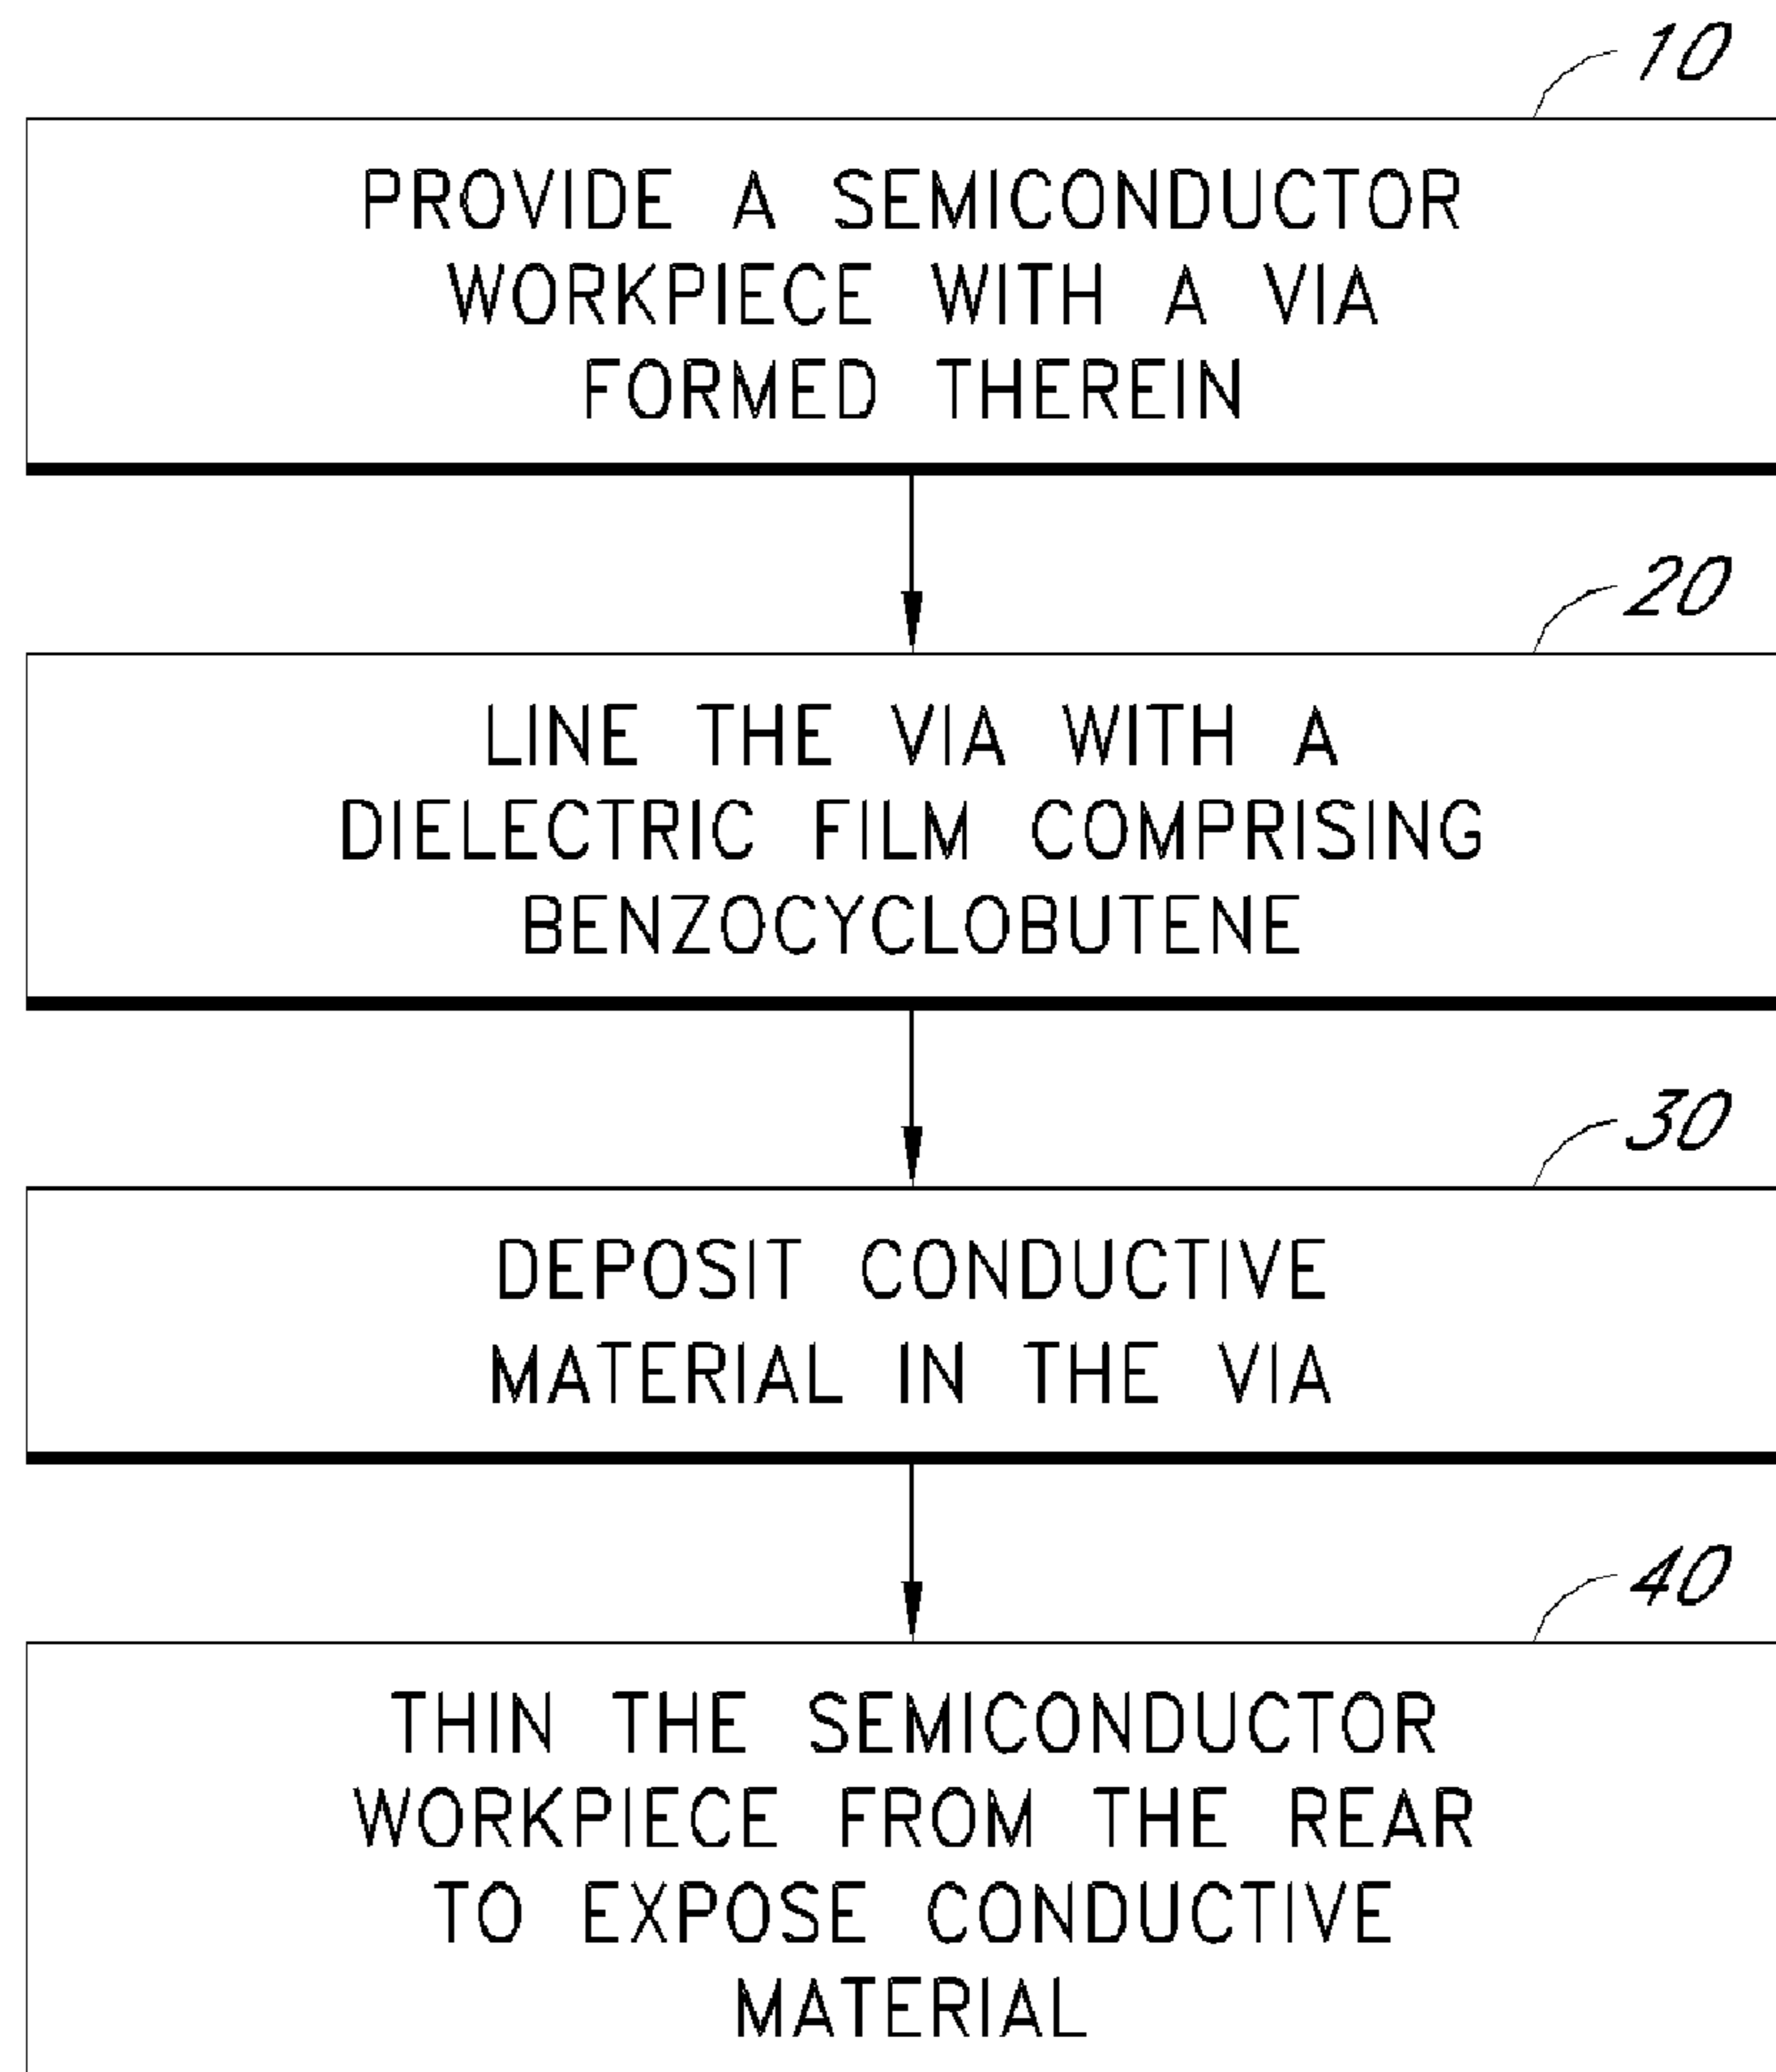 10
PROVIDE A SEMICONDUCTOR
WORKPIECE WITH A VIA
FORMED THEREIN
20
LINE THE VIA WITH A
DIELECTRIC FILM COMPRISING
BENZOCYCLOBUTENE
30
DEPOSIT CONDUCTIVE
MATERIAL IN THE VIA
40
THIN THE SEMICONDUCTOR
WORKPIECE FROM THE REAR
TO EXPOSE CONDUCTIVE
MATERIAL